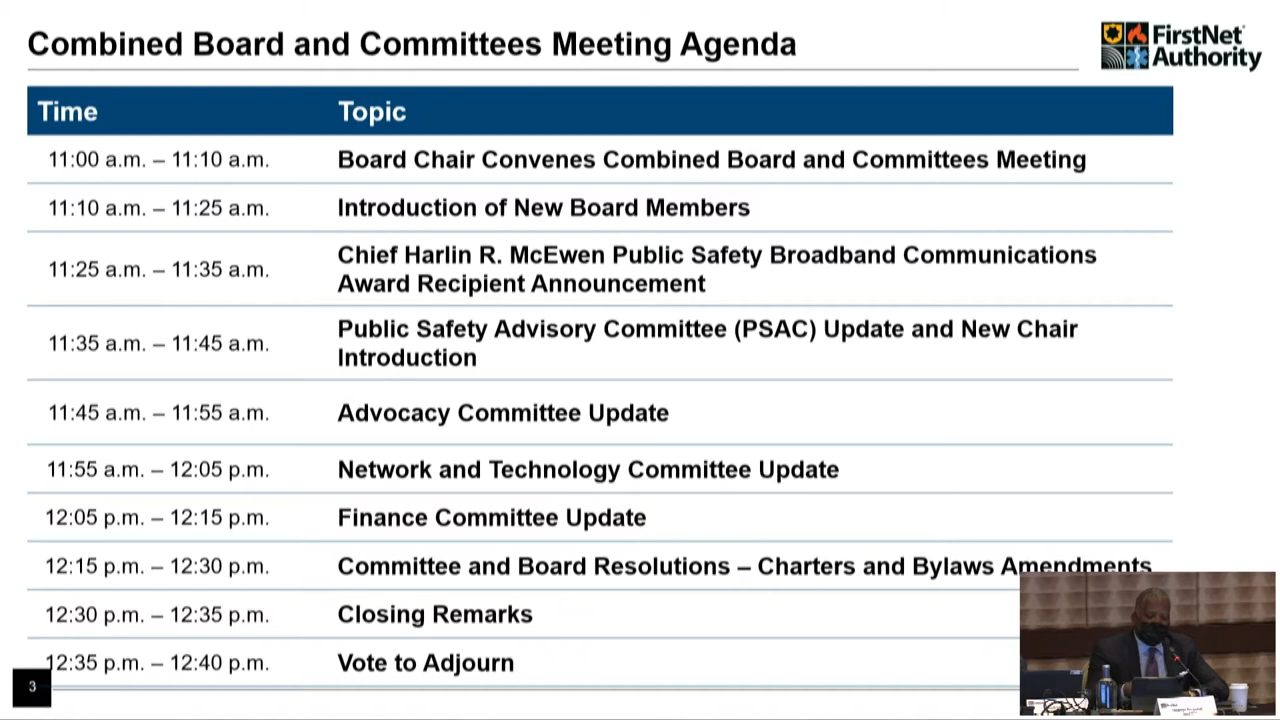 Combined Board and Committees Meeting Agenda
FirstNet
Authority
Time Topic
11:00 a.m. – 11:10 a.m. Board Chair Convenes Combined Board and Committees Meeting
11:10 a.m. – 11:25 a.m. Introduction of New Board Members
11:25 a.m. – 11:35 a.m. Chief Harlin R. McEwen Public Safety Broadband Communications
Award Recipient Announcement
11:35 a.m. – 11:45 a.m. Public Safety Advisory Committee (PSAC) Update and New Chair
Introduction
11:45 a.m. – 11:55 a.m. Advocacy Committee Update
11:55 a.m. – 12:05 p.m. Network and Technology Committee Update
12:05 p.m. – 12:15 p.m. Finance Committee Update
12:15 p.m. – 12:30 p.m. Committee and Board Resolutions – Charters and Bylaws Amendments
12:30 p.m. – 12:35 p.m. Closing Remarks
12:35 p.m. – 12:40 p.m. Vote to Adjourn
3